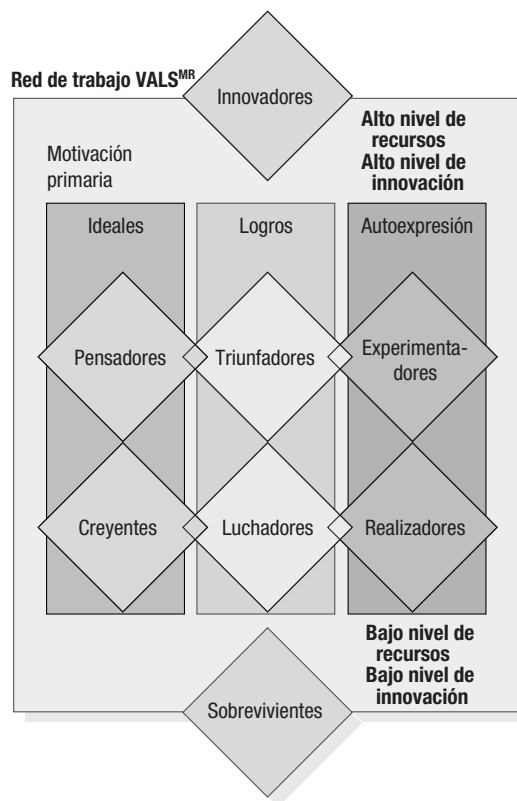 Red de trabajo VALSMR
Innovadores
Alto nivel de
recursos
Alto nivel de
innovación
Motivación
primaria
Ideales
Logros
Autoexpresión
Pensadores
Triunfadores
Experimenta-
dores
Creyentes
Luchadores
Realizadores
Bajo nivel de
recursos
Bajo nivel de
innovación
Sobrevivientes